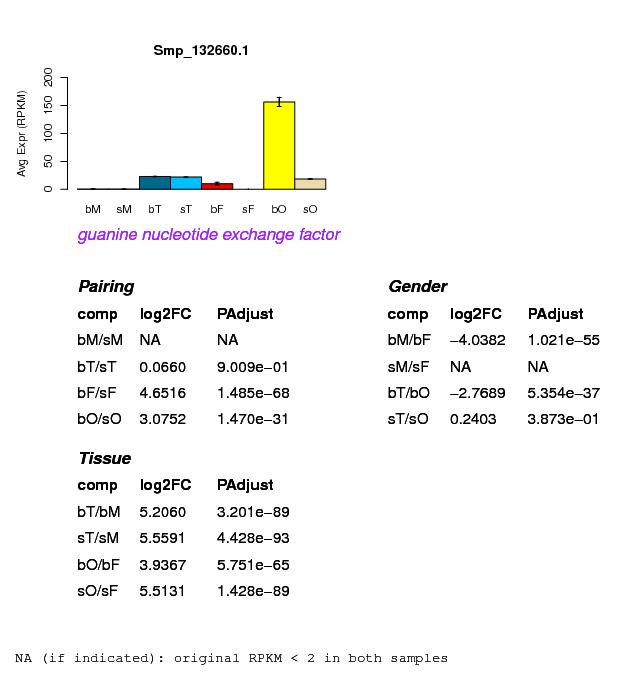 Smp_132660.1
Avg Expr (RPKM)
0 50 100 150 200
bM sM bT sT bF sF bO sO
guanine nucleotide exchange factor
Pairing
comp log2FC PAdjust
bM/sM NA NA
bT/sT 0.0660 9.009e−01
bF/sF 4.6516 1.485e−68
bO/sO 3.0752 1.470e−31
Gender
comp log2FC PAdjust
bM/bF −4.0382 1.021e−55
sM/sF NA NA
bT/bO −2.7689 5.354e−37
sT/sO 0.2403 3.873e−01
Tissue
comp log2FC PAdjust
bT/bM 5.2060 3.201e−89
sT/sM 5.5591 4.428e−93
bO/bF 3.9367 5.751e−65
sO/sF 5.5131 1.428e−89
NA (if indicated): original RPKM < 2 in both samples